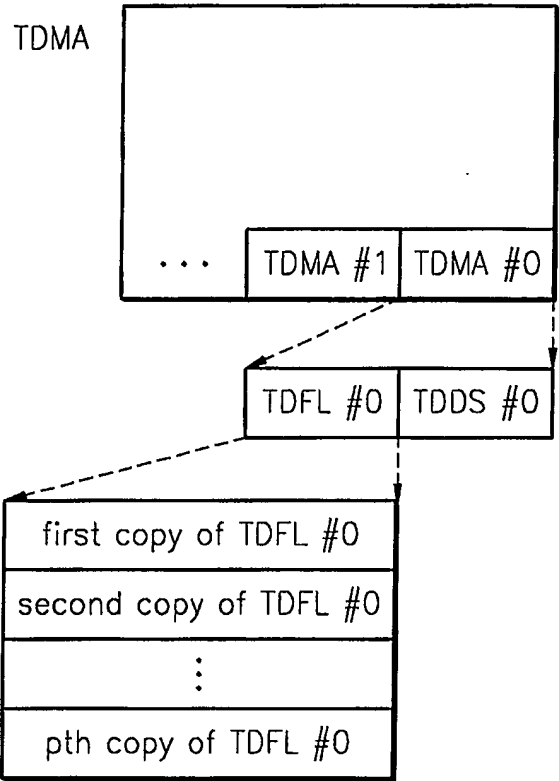 TDMA
... TDMA #1 TDMA #0
TDFL #0 TDDS #0
first copy of TDFL #0
second copy of TDFL #0
⋮
pth copy of TDFL #0